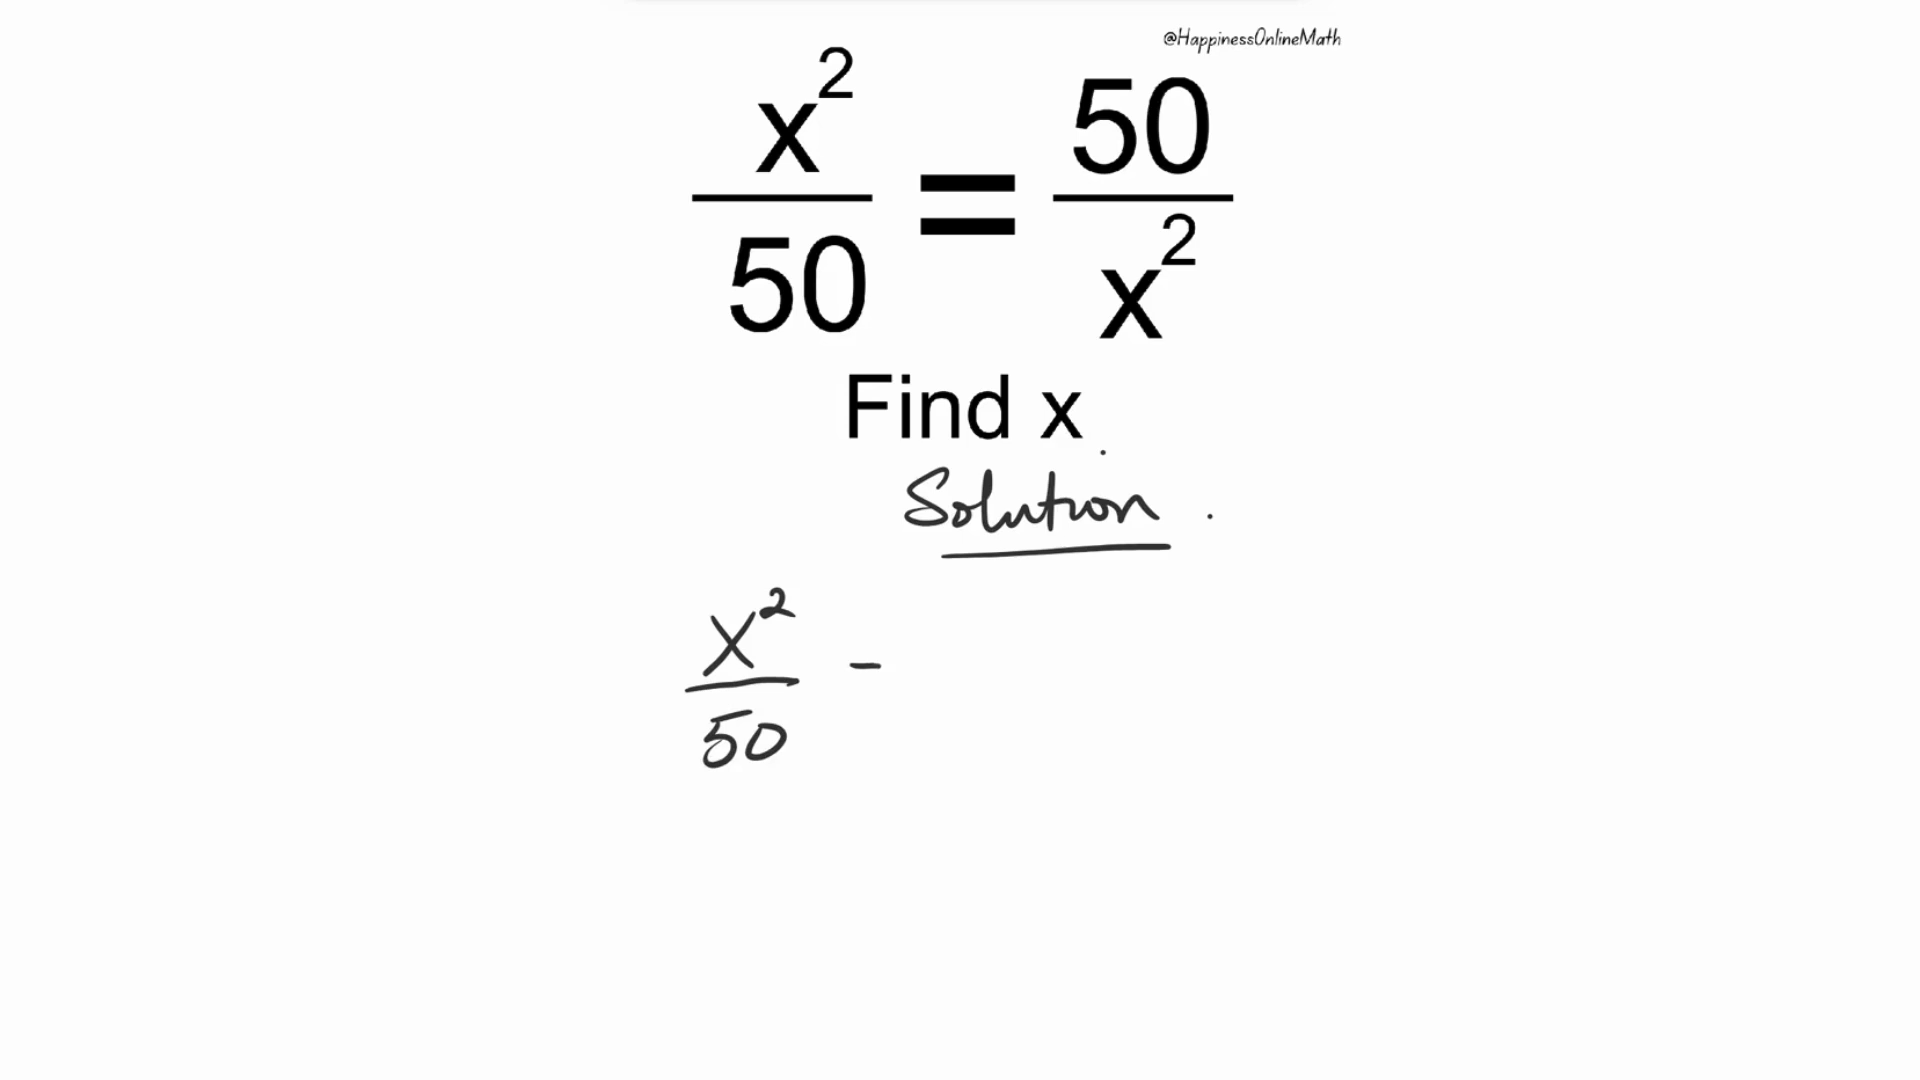 @HappinessOnlineMath
x²/50 = 50/x²
Find x
Solution.
x²/50 -